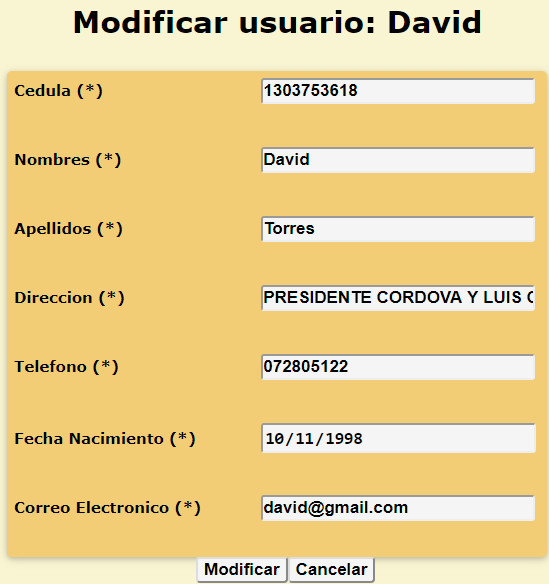 Modificar usuario: David
Cedula (*) 1303753618
Nombres (*) David
Apellidos (*) Torres
Direccion (*) PRESIDENTE CORDOVA Y LUIS
Telefono (*) 072805122
Fecha Nacimiento (*) 10/11/1998
Correo Electronico (*) david@gmail.com
Modificar Cancelar